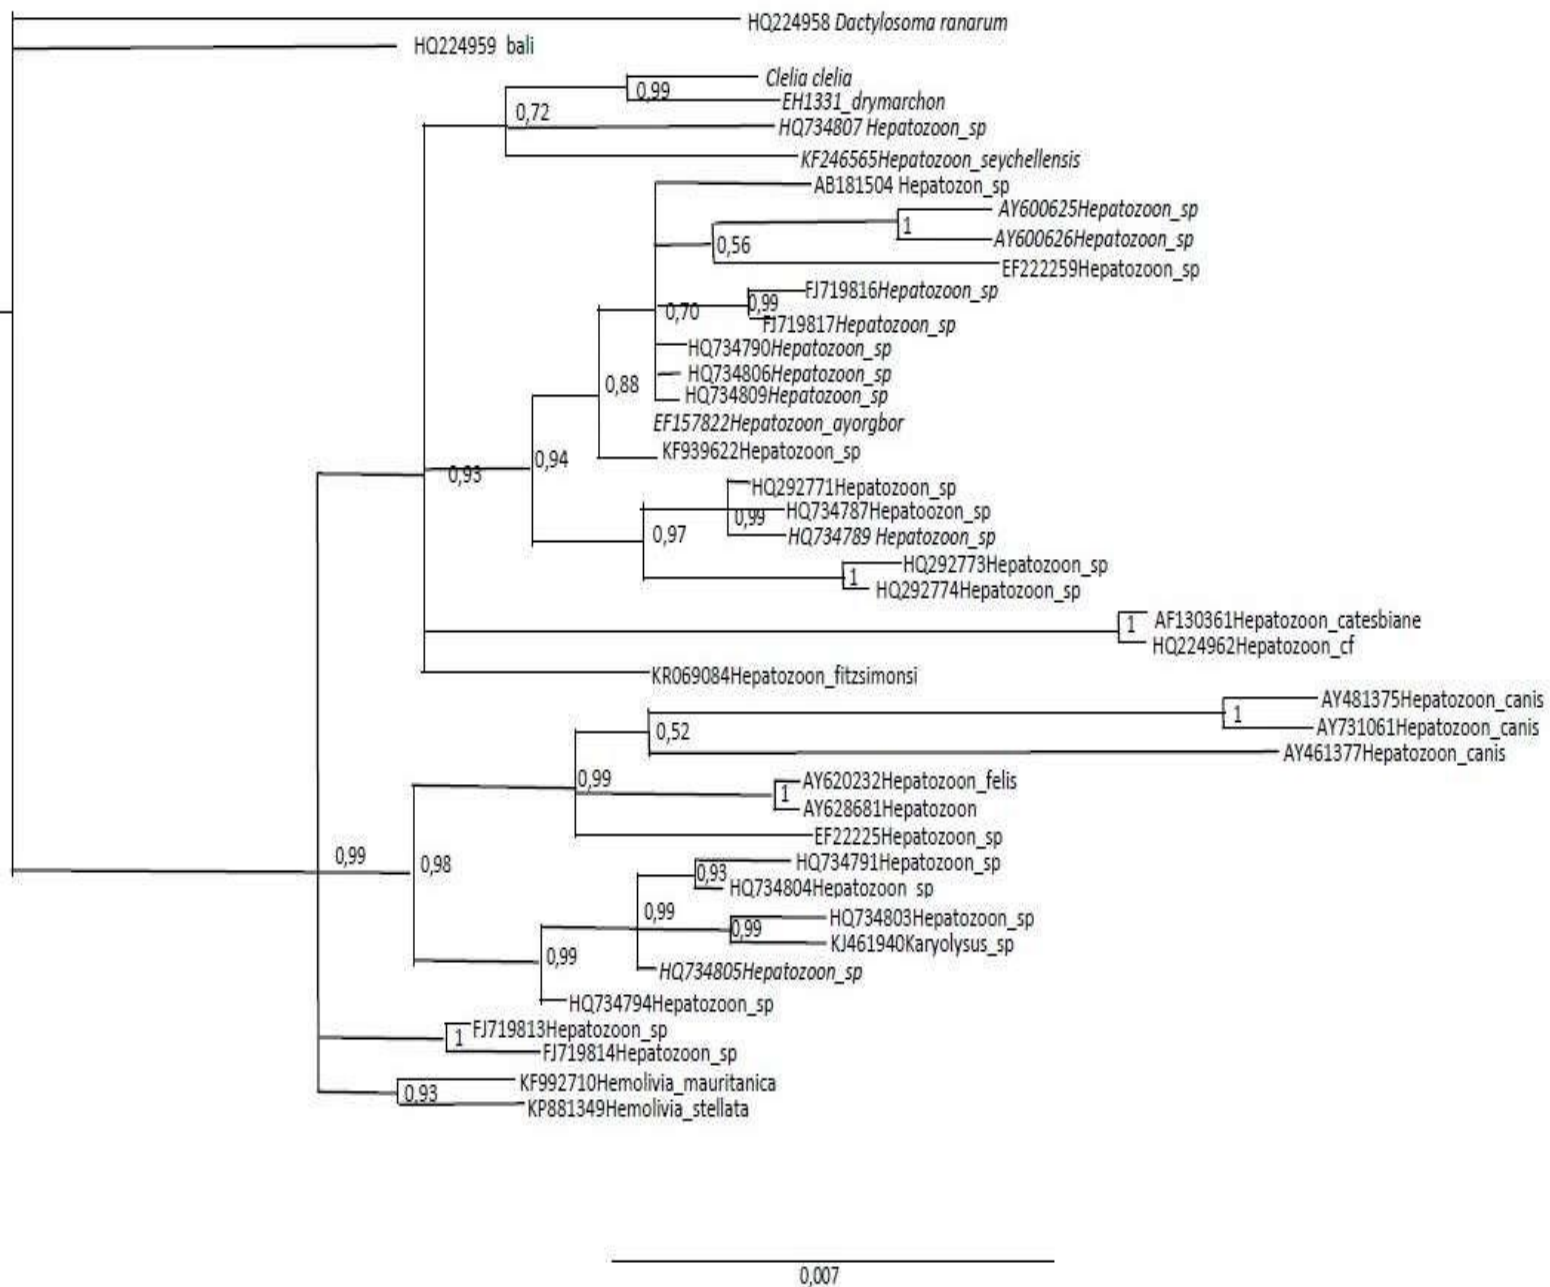 HQ224958 Dactylosoma ranarum
HQ224959 bali
Clelia clelia
0,99
EH1331_drymarchon
0,72
HQ734807 Hepatozoon_sp
KF246565Hepatozoon_seychellensis
AB181504 Hepatozon_sp
AY600625Hepatozoon_sp
1
AY600626Hepatozoon_sp
0,56
EF222259Hepatozoon_sp
FJ719816Hepatozoon_sp
0,99
0,70
FJ719817Hepatozoon_sp
HQ734790Hepatozoon_sp
HQ734806Hepatozoon_sp
0,88
HQ734809Hepatozoon_sp
EF157822Hepatozoon_ayorgbor
KF939622Hepatozoon_sp
0,94
0,93
HQ292771Hepatozoon_sp
HQ734787Hepatoozon_sp
0,99
HQ734789 Hepatozoon_sp
0,97
HQ292773Hepatozoon_sp
1
HQ292774Hepatozoon_sp
AF130361Hepatozoon_catesbiane
1
HQ224962Hepatozoon_cf
KR069084Hepatozoon_fitzsimonsi
AY481375Hepatozoon_canis
1
AY731061Hepatozoon_canis
0,52
AY461377Hepatozoon_canis
0,99
AY620232Hepatozoon_felis
1
AY628681Hepatozoon
EF22225Hepatozoon_sp
0,99
0,98
HQ734791Hepatozoon_sp
0,93
HQ734804Hepatozoon_sp
0,99
HQ734803Hepatozoon_sp
0,99
KJ461940Karyolysus_sp
0,99
HQ734805Hepatozoon_sp
HQ734794Hepatozoon_sp
FJ719813Hepatozoon_sp
1
FJ719814Hepatozoon_sp
KF992710Hemolivia_mauritanica
0,93
KP881349Hemolivia_stellata
0,007